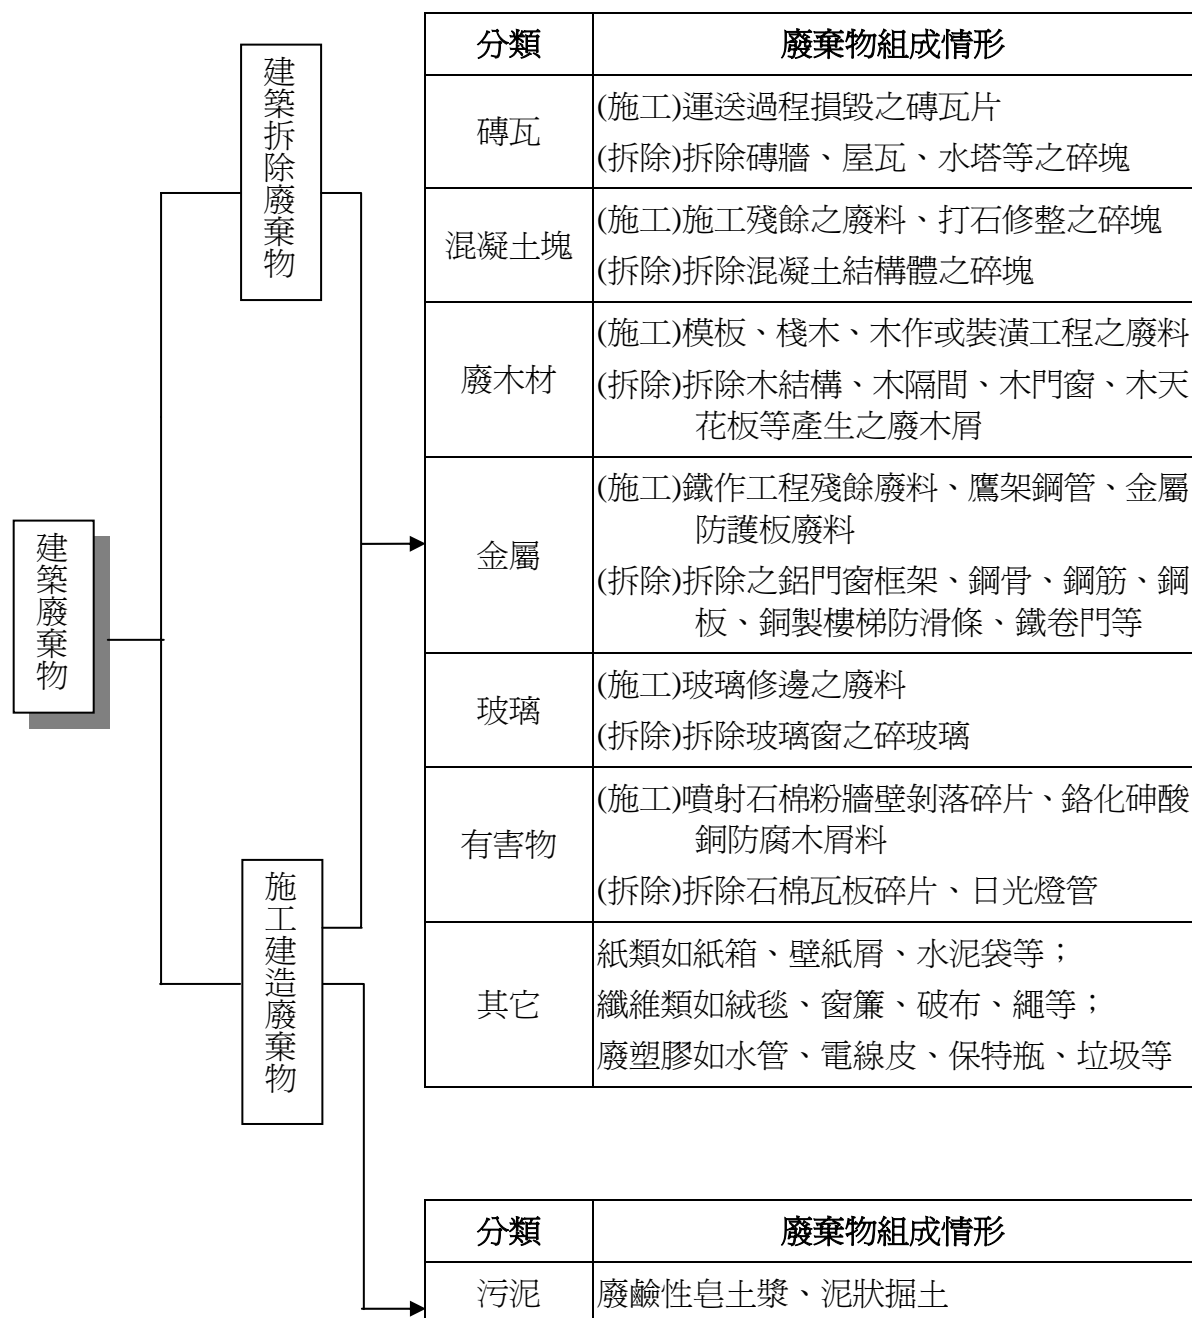 建築廢棄物
建築拆除廢棄物
施工建造廢棄物
分類 廢棄物組成情形
磚瓦
(施工)運送過程損毀之磚瓦片
(拆除)拆除磚牆、屋瓦、水塔等之碎塊
混凝土塊
(施工)施工殘餘之廢料、打石修整之碎塊
(拆除)拆除混凝土結構體之碎塊
廢木材
(施工)模板、棧木、木作或裝潢工程之廢料
(拆除)拆除木結構、木隔間、木門窗、木天
花板等產生之廢木屑
金屬
(施工)鐵作工程殘餘廢料、鷹架鋼管、金屬
防護板廢料
(拆除)拆除之鋁門窗框架、鋼骨、鋼筋、鋼
板、銅製樓梯防滑條、鐵卷門等
玻璃
(施工)玻璃修邊之廢料
(拆除)拆除玻璃窗之碎玻璃
有害物
(施工)噴射石棉粉牆壁剝落碎片、鉻化砷酸
銅防腐木屑料
(拆除)拆除石棉瓦板碎片、日光燈管
其它
紙類如紙箱、壁紙屑、水泥袋等；
纖維類如絨毯、窗簾、破布、繩等；
廢塑膠如水管、電線皮、保特瓶、垃圾等
分類 廢棄物組成情形
污泥 廢鹼性皂土漿、泥狀掘土